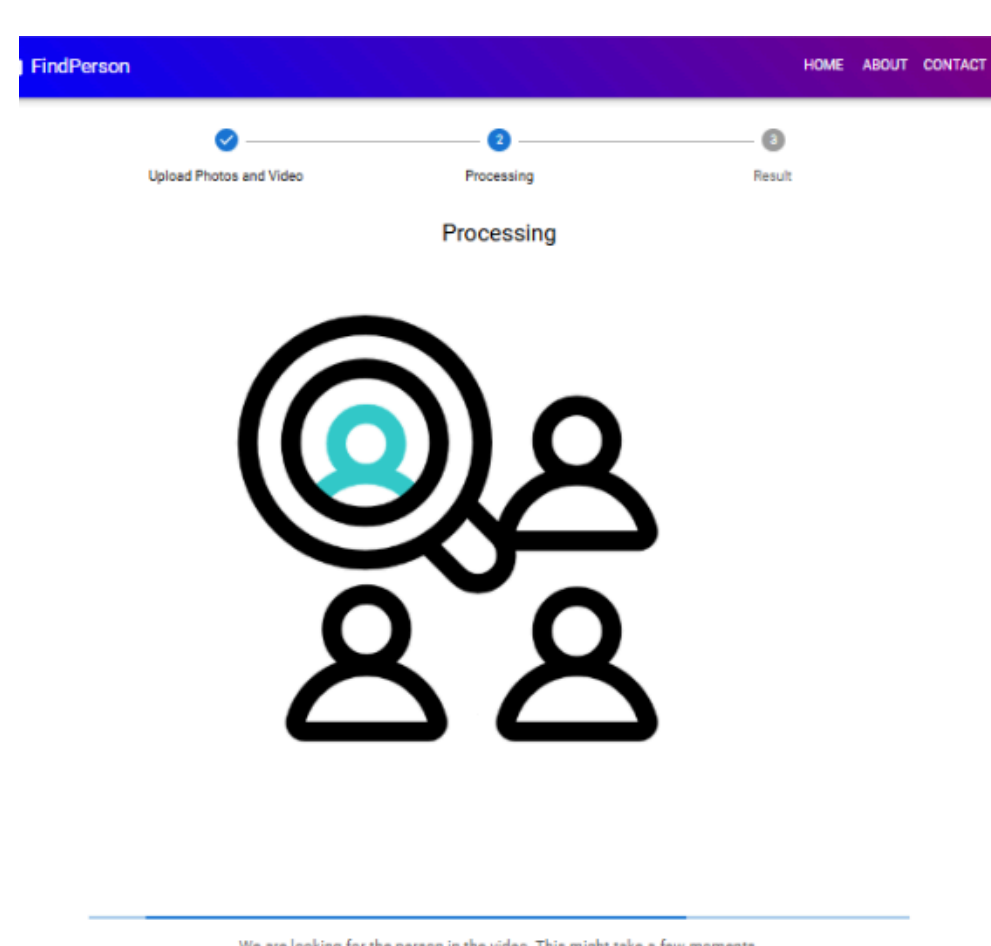 FindPerson HOME ABOUT CONTACT
2 3
Upload Photos and Video Processing Result
Processing
We are looking for the person in the video. This might take a few moments